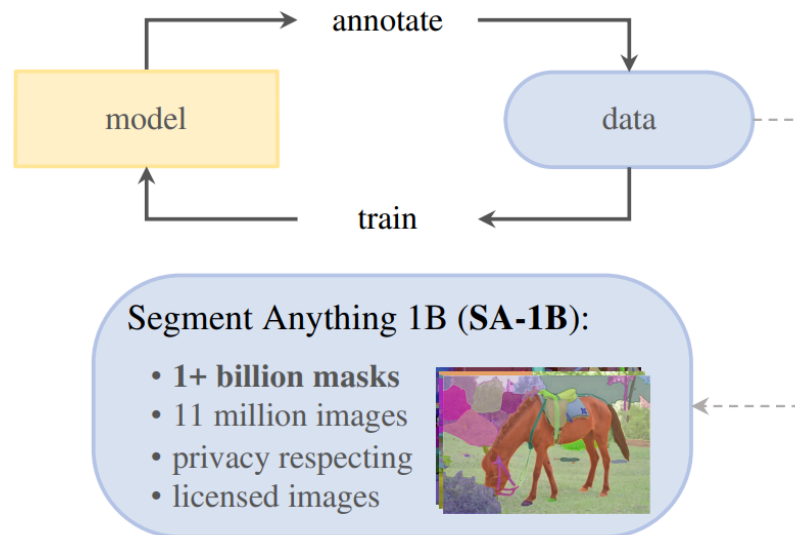 annotate
model
data
train
Segment Anything 1B (SA-1B):
• 1+ billion masks
• 11 million images
• privacy respecting
• licensed images